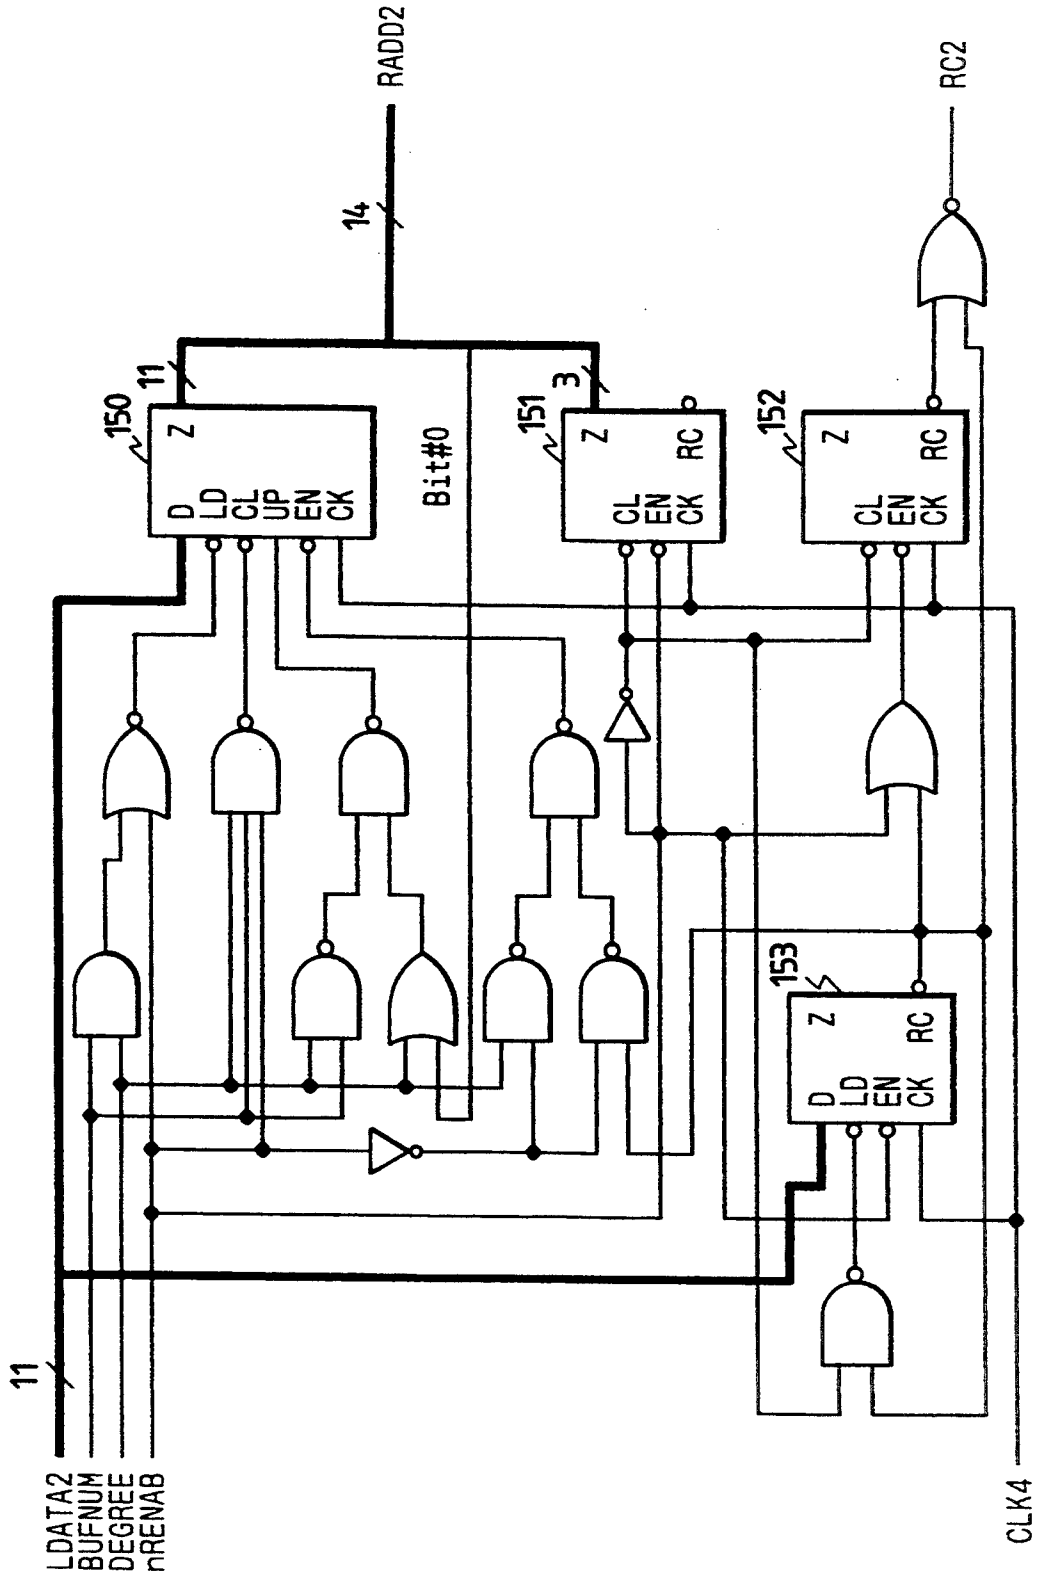 LDATA2
BUFNUM
DEGREE
nRENAB
CLK4
11
150
D
LD
CL
UP
EN
CK
Z
11
14
RADD2
Bit#0
151
CL
EN
CK
Z
RC
3
152
CL
EN
CK
Z
RC
153
D
LD
EN
CK
Z
RC
RC2